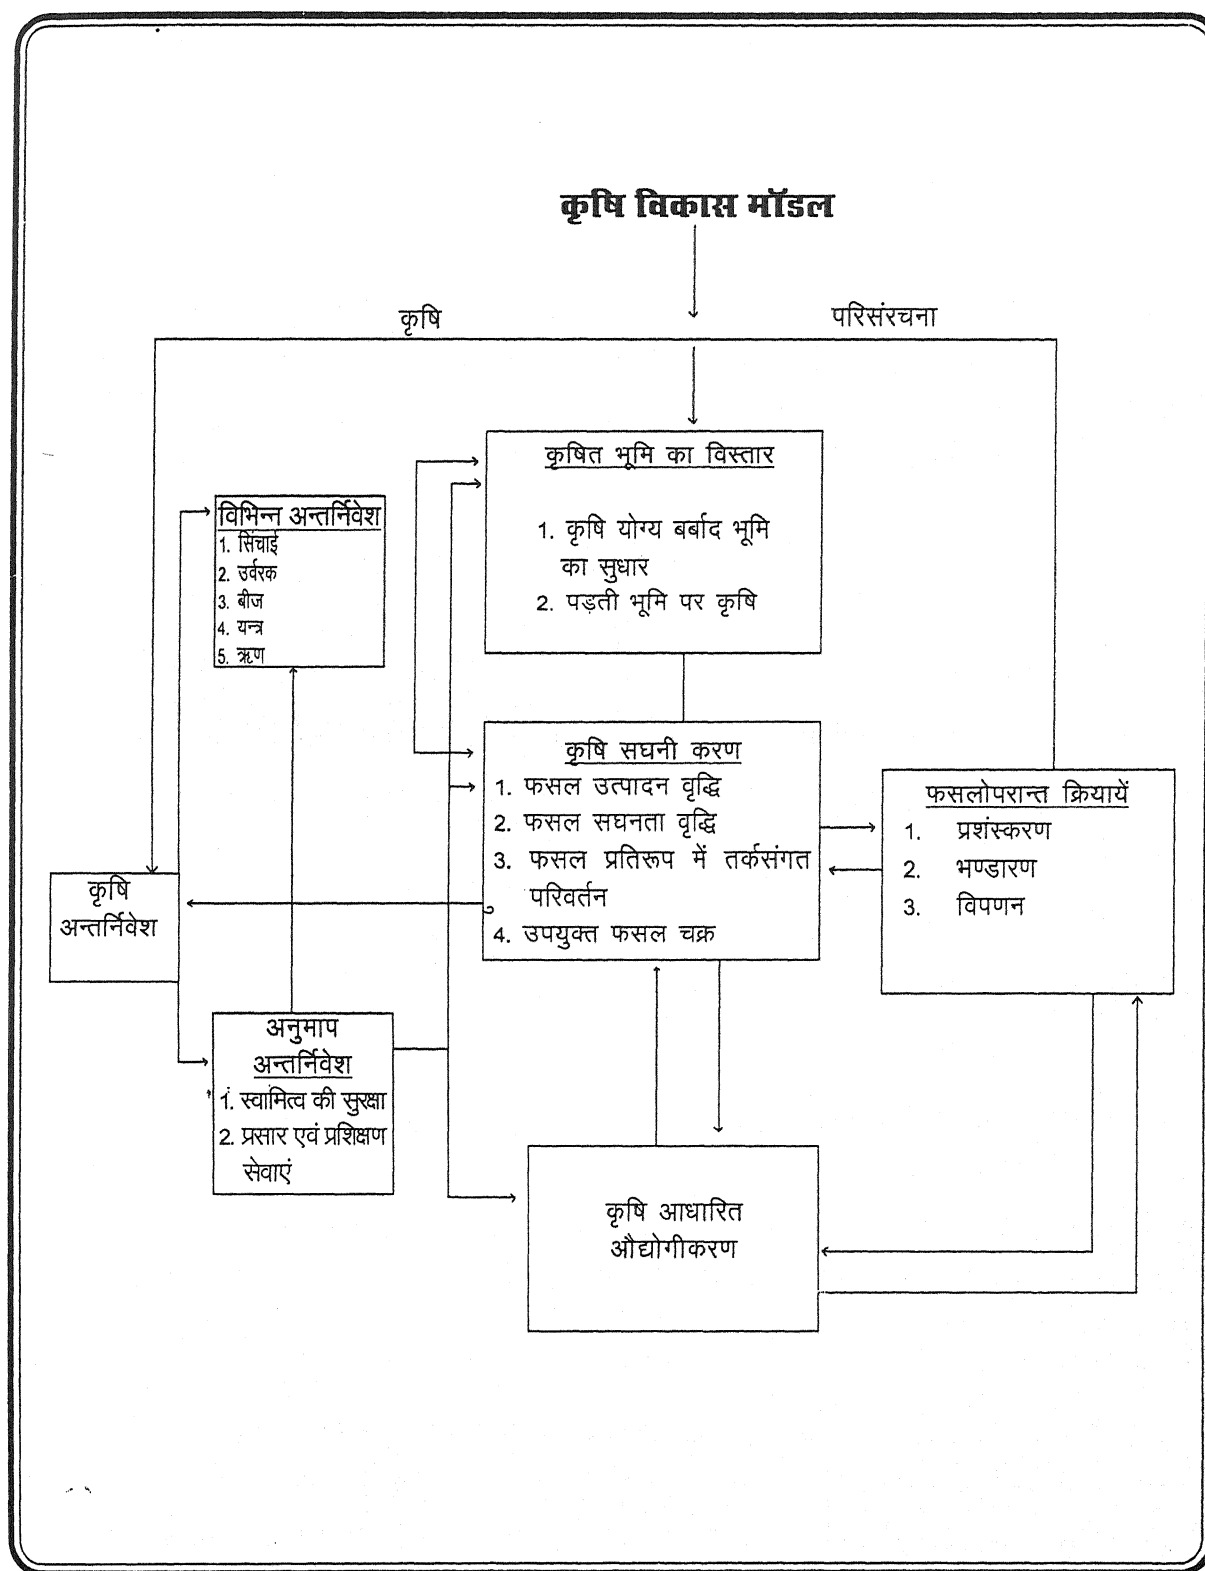 कृषि विकास मॉडल
कृषि
परिसंरचना
कृषित भूमि का विस्तार
1. कृषि योग्य बर्बाद भूमि
का सुधार
2. पड़ती भूमि पर कृषि
विभिन्न अन्तर्निवेश
1. सिंचाई
2. उर्वरक
3. बीज
4. यन्त्र
5. ऋण
कृषि सघनी करण
1. फसल उत्पादन वृद्धि
2. फसल सघनता वृद्धि
3. फसल प्रतिरूप में तर्कसंगत
परिवर्तन
4. उपयुक्त फसल चक्र
फसलोपरान्त क्रियायें
1. प्रशंस्करण
2. भण्डारण
3. विपणन
कृषि
अन्तर्निवेश
अनुमाप
अन्तर्निवेश
1. स्वामित्व की सुरक्षा
2. प्रसार एवं प्रशिक्षण
सेवाएं
कृषि आधारित
औद्योगीकरण